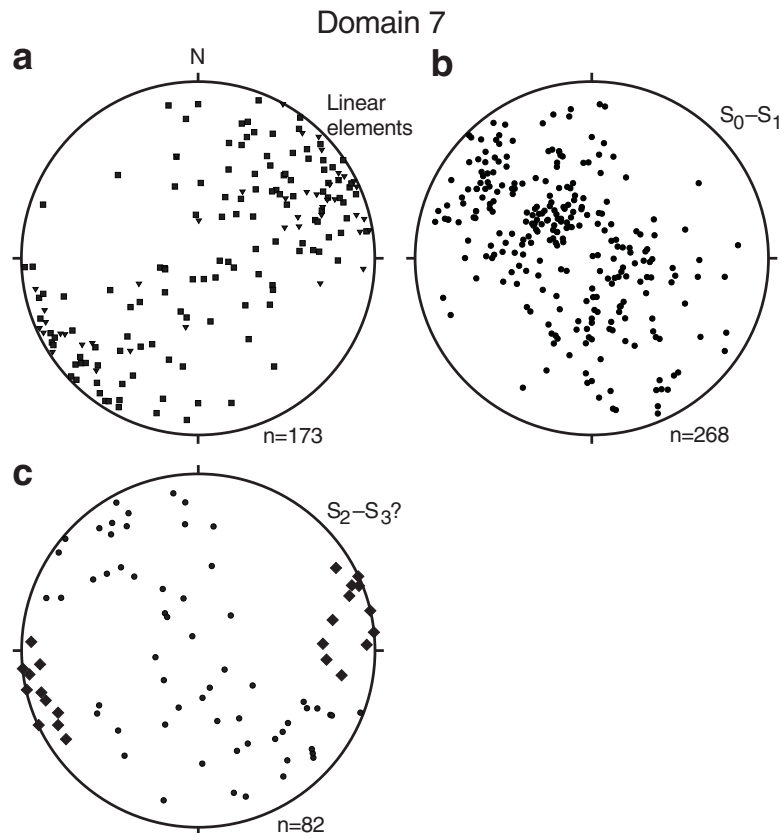 Domain 7
a
N
Linear
elements
n=173
b
S₀–S₁
n=268
c
S₂–S₃?
n=82